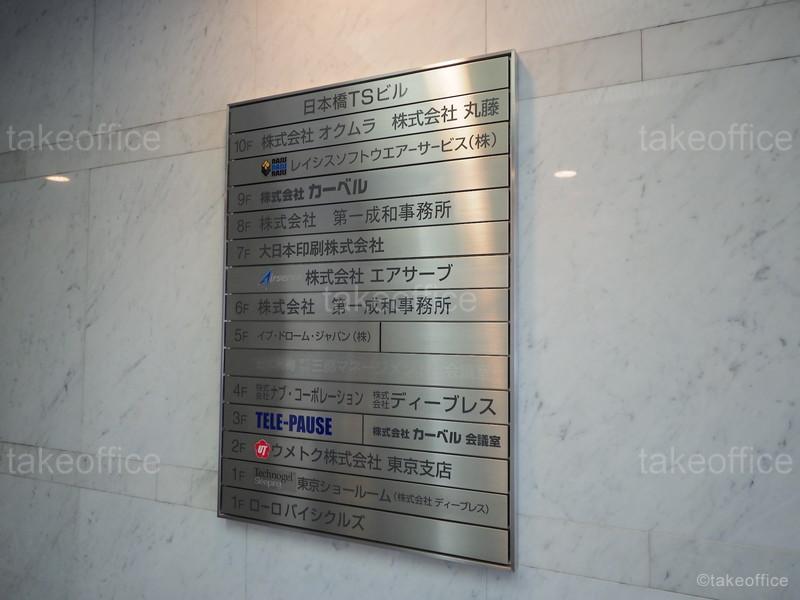 日本橋TSビル
10F 株式会社 オクムラ 株式会社 丸藤
RAJU RAJU RAJU レイシスソフトウエアーサービス(株)
9F 株式会社 カーベル
8F 株式会社 第一成和事務所
7F 大日本印刷株式会社
Airserve 株式会社 エアサーブ
6F 株式会社 第一成和事務所
5F イブ・ドローム・ジャパン(株)
4F 株式会社 ナブ・コーポレーション 株式会社 ディーブレス
3F TELE-PAUSE 株式会社 カーベル 会議室
2F UT ウメトク株式会社 東京支店
1F Technogel Sleeping 東京ショールーム(株式会社 ディーブレス)
1F ローロ バイシクルズ
takeoffice takeoffice
takeoffice
takeoffice takeoffice
©takeoffice